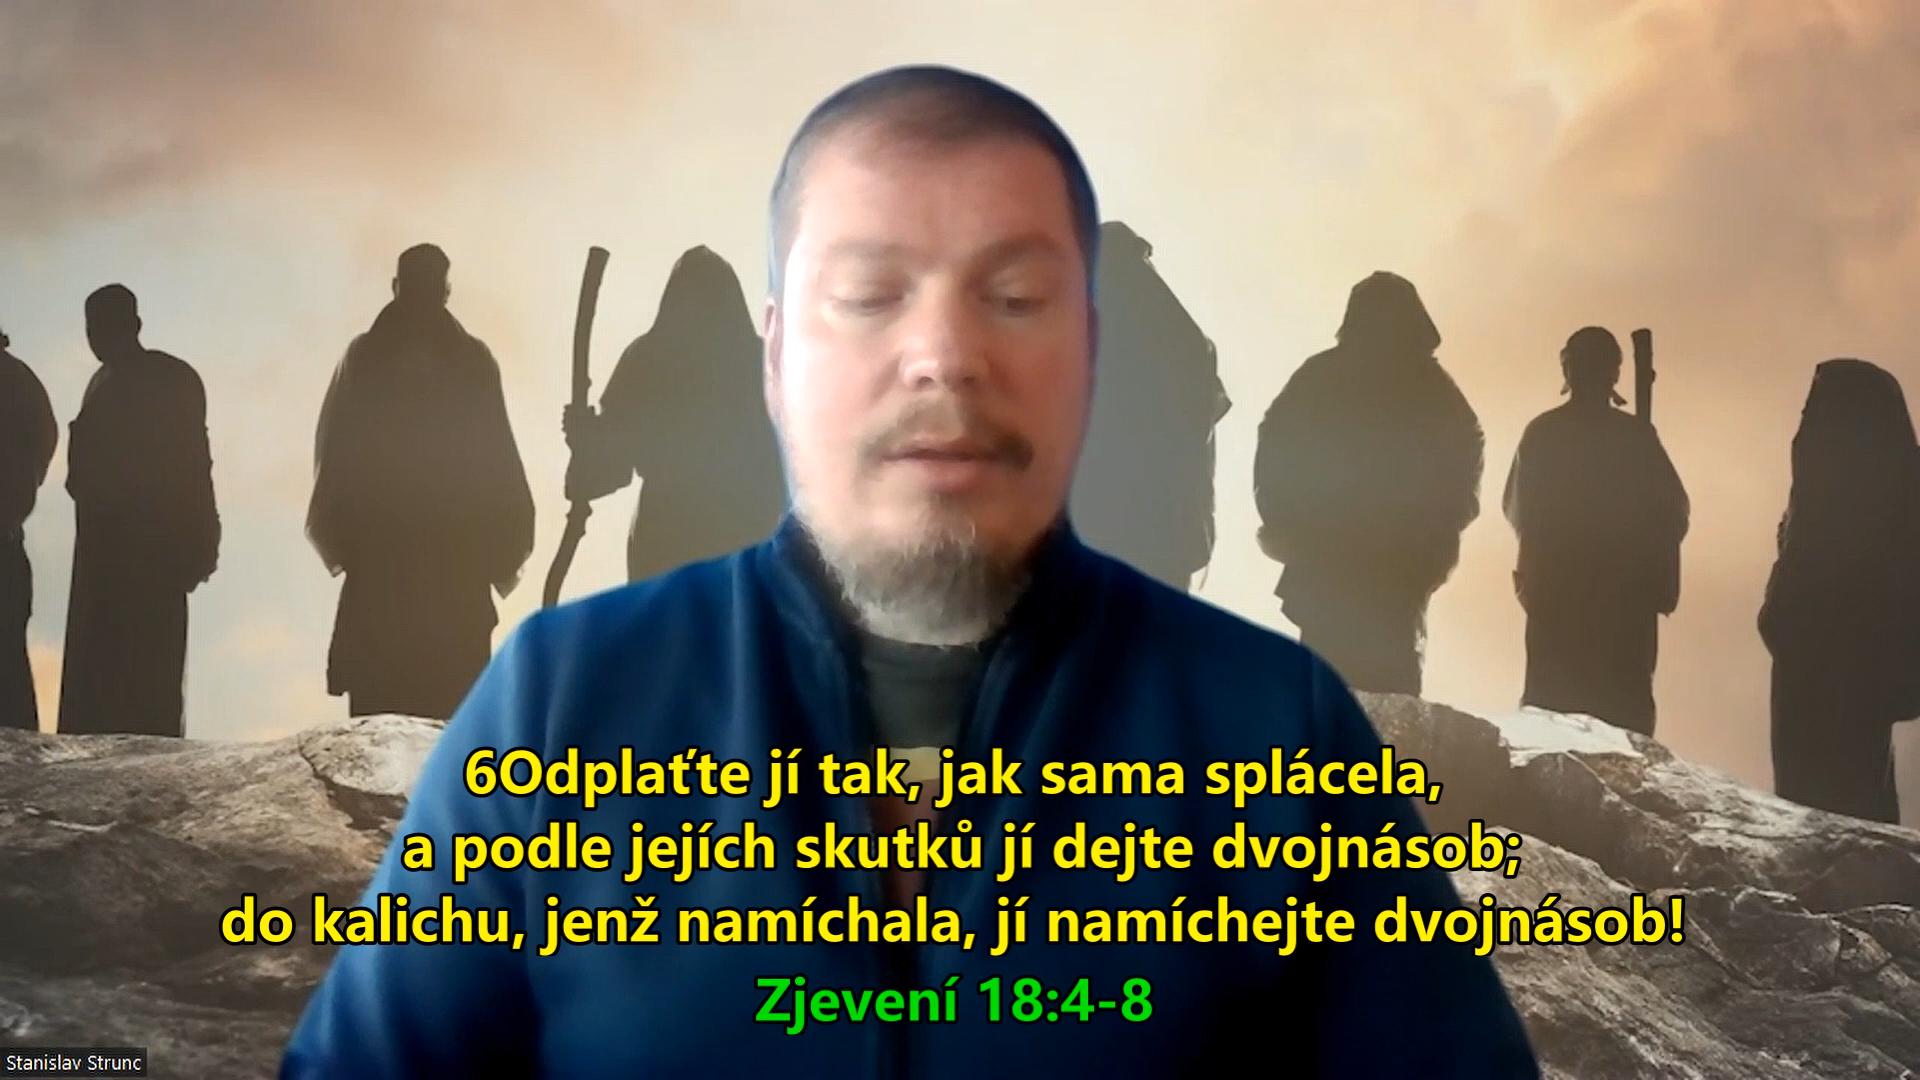 6Odplaťte jí tak, jak sama splácela,
a podle jejích skutků jí dejte dvojnásob;
do kalichu, jenž namíchala, jí namíchejte dvojnásob!
Zjevení 18:4-8
Stanislav Strunc